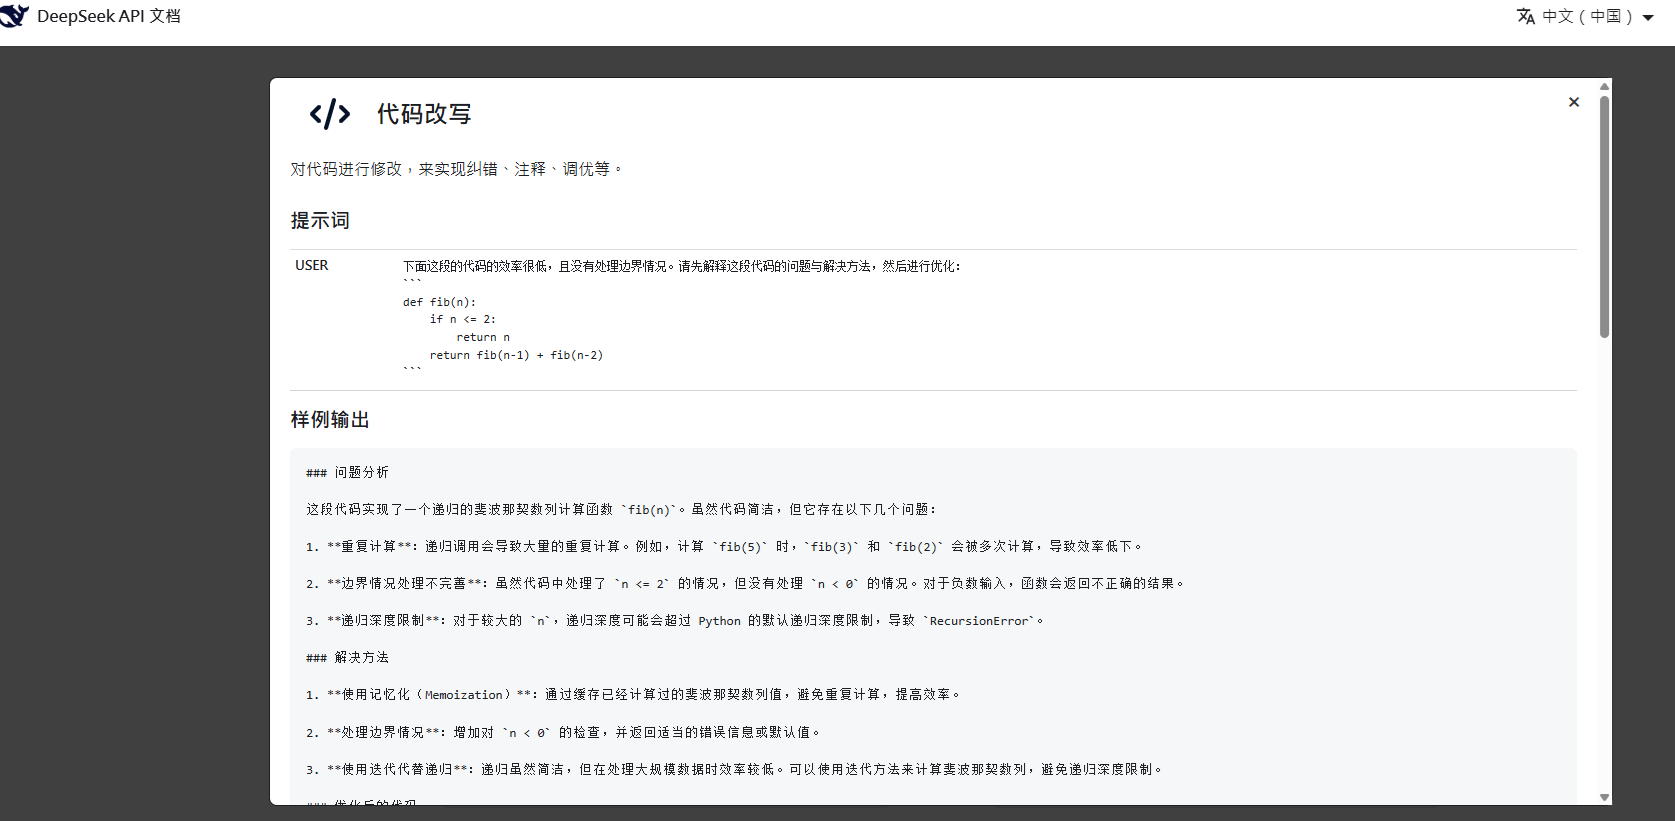 DeepSeek API 文档
中文（中国）
代码改写
对代码进行修改，来实现纠错、注释、调优等。
提示词
USER
下面这段的代码的效率很低，且没有处理边界情况。请先解释这段代码的问题与解决方法，然后进行优化：
```
def fib(n):
    if n <= 2:
        return n
    return fib(n-1) + fib(n-2)
```
样例输出
### 问题分析
这段代码实现了一个递归的斐波那契数列计算函数 `fib(n)`。虽然代码简洁，但它存在以下几个问题：
1. **重复计算**：递归调用会导致大量的重复计算。例如，计算 `fib(5)` 时，`fib(3)` 和 `fib(2)` 会被多次计算，导致效率低下。
2. **边界情况处理不完善**：虽然代码中处理了 `n <= 2` 的情况，但没有处理 `n < 0` 的情况。对于负数输入，函数会返回不正确的结果。
3. **递归深度限制**：对于较大的 `n`，递归深度可能会超过 Python 的默认递归深度限制，导致 `RecursionError`。
### 解决方法
1. **使用记忆化（Memoization）**：通过缓存已经计算过的斐波那契数列值，避免重复计算，提高效率。
2. **处理边界情况**：增加对 `n < 0` 的检查，并返回适当的错误信息或默认值。
3. **使用迭代代替递归**：递归虽然简洁，但在处理大规模数据时效率较低。可以使用迭代方法来计算斐波那契数列，避免递归深度限制。
### 优化后的代码